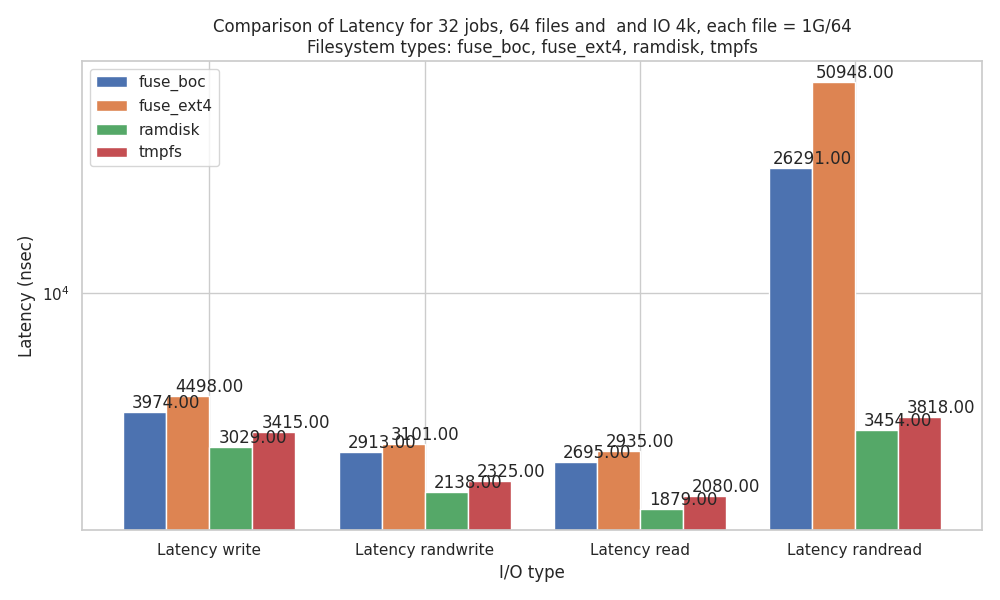 Comparison of Latency for 32 jobs, 64 files and  and IO 4k, each file = 1G/64
Filesystem types: fuse_boc, fuse_ext4, ramdisk, tmpfs
fuse_boc
fuse_ext4
ramdisk
tmpfs
Latency (nsec)
10^4
3974.00
4498.00
3029.00
3415.00
2913.00
3101.00
2138.00
2325.00
2695.00
2935.00
1879.00
2080.00
26291.00
50948.00
3454.00
3818.00
Latency write
Latency randwrite
Latency read
Latency randread
I/O type